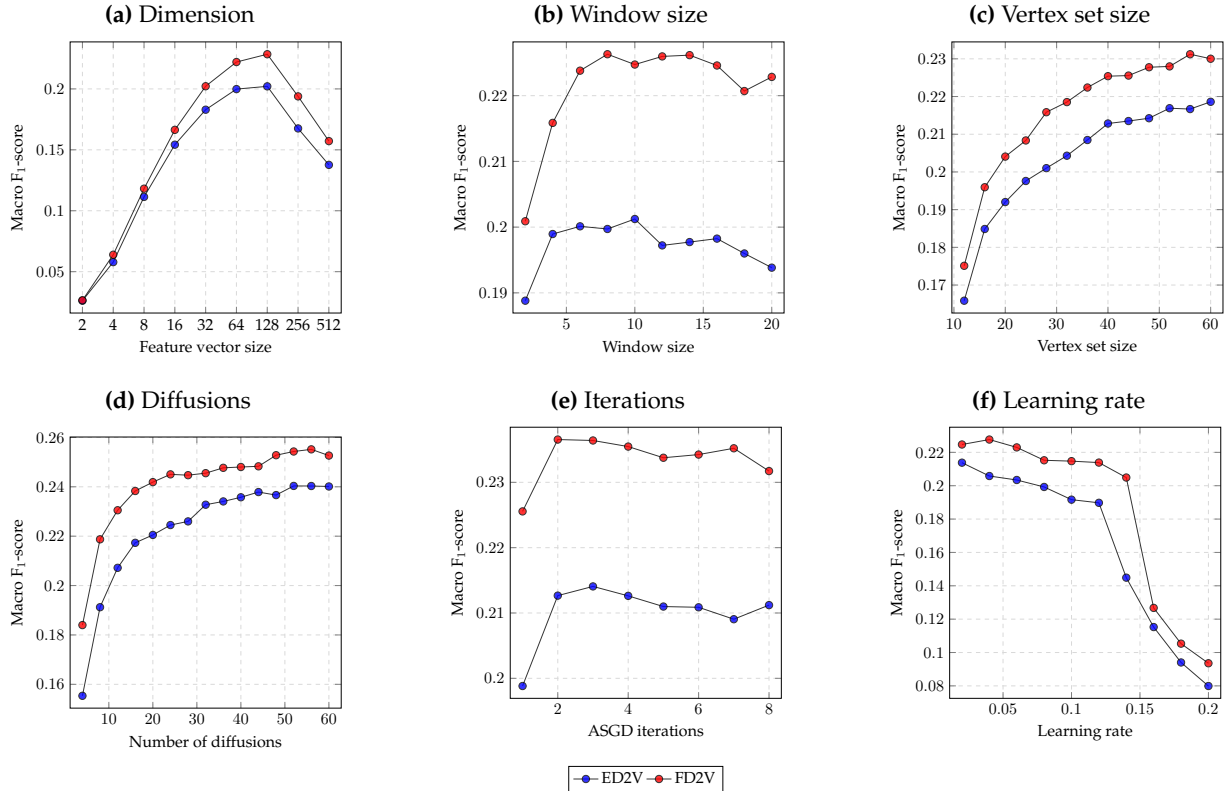 (a) Dimension
0.2
0.15
0.1
0.05
Macro F1-score
2 4 8 16 32 64 128 256 512
Feature vector size
(b) Window size
0.22
0.21
0.2
0.19
Macro F1-score
5 10 15 20
Window size
(c) Vertex set size
0.23
0.22
0.21
0.2
0.19
0.18
0.17
Macro F1-score
10 20 30 40 50 60
Vertex set size
(d) Diffusions
0.26
0.24
0.22
0.2
0.18
0.16
Macro F1-score
10 20 30 40 50 60
Number of diffusions
(e) Iterations
0.23
0.22
0.21
0.2
Macro F1-score
2 4 6 8
ASGD iterations
(f) Learning rate
0.22
0.2
0.18
0.16
0.14
0.12
0.1
0.08
Macro F1-score
0.05 0.1 0.15 0.2
Learning rate
ED2V FD2V